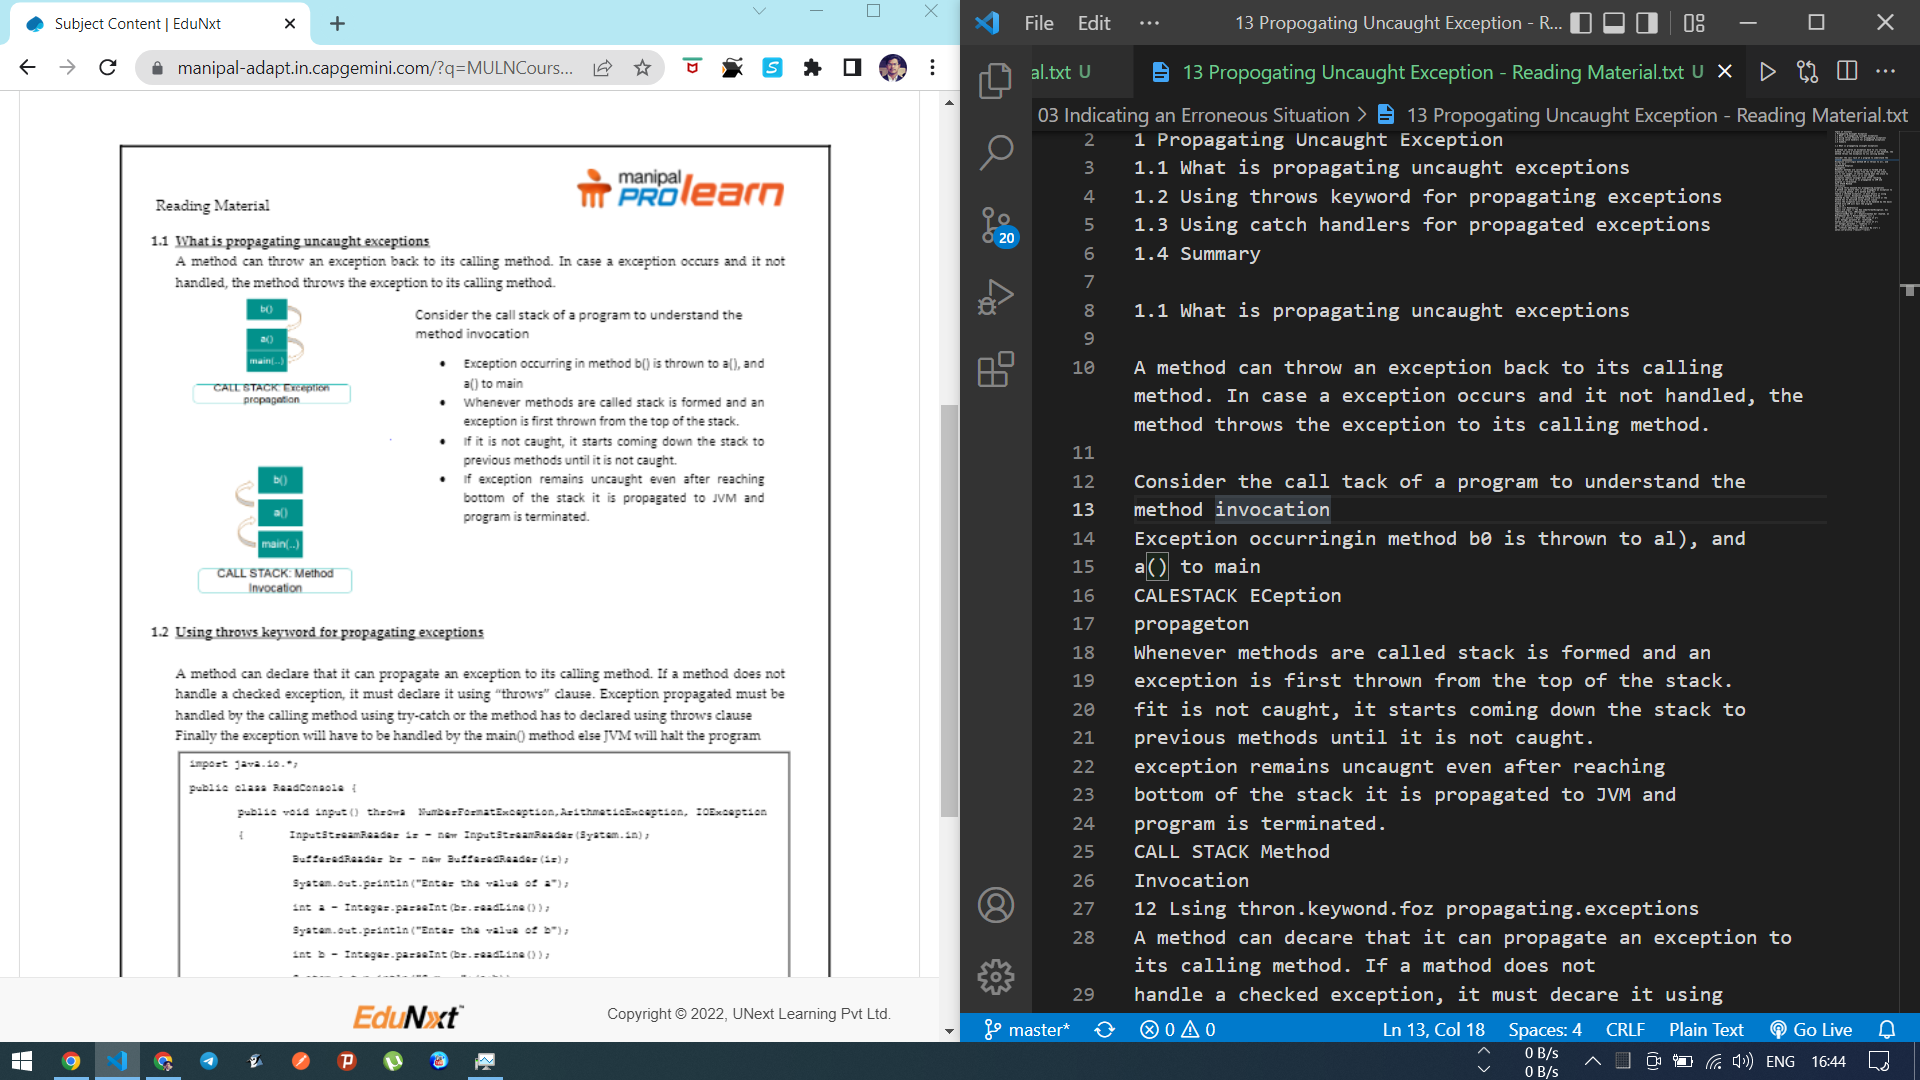 Subject Content | EduNxt
manipal-adapt.in.capgemini.com/?q=MULNCours...
manipal
PROlearn
Reading Material
1.1 What is propagating uncaught exceptions
A method can throw an exception back to its calling method. In case a exception occurs and it not
handled, the method throws the exception to its calling method.
b()
a()
main(..)
CALL STACK: Exception
propagation
Consider the call stack of a program to understand the
method invocation
• Exception occurring in method b() is thrown to a(), and
a() to main
• Whenever methods are called stack is formed and an
exception is first thrown from the top of the stack.
• If it is not caught, it starts coming down the stack to
previous methods until it is not caught.
• If exception remains uncaught even after reaching
bottom of the stack it is propagated to JVM and
program is terminated.
b()
a()
main(..)
CALL STACK: Method
Invocation
1.2 Using throws keyword for propagating exceptions
A method can declare that it can propagate an exception to its calling method. If a method does not
handle a checked exception, it must declare it using “throws” clause. Exception propagated must be
handled by the calling method using try-catch or the method has to declared using throws clause
Finally the exception will have to be handled by the main() method else JVM will halt the program
import java.io.*;
public class ReadConsole {
public void input() throws NumberFormatException,ArithmeticException, IOException
{ InputStreamReader ir = new InputStreamReader(System.in);
BufferedReader br = new BufferedReader(ir);
System.out.println("Enter the value of a");
int a = Integer.parseInt(br.readLine());
System.out.println("Enter the value of b");
int b = Integer.parseInt(br.readLine());
EduNxt™
Copyright © 2022, UNext Learning Pvt Ltd.
File Edit ··· 13 Propogating Uncaught Exception - R...
al.txt U 13 Propogating Uncaught Exception - Reading Material.txt U
03 Indicating an Erroneous Situation > 13 Propogating Uncaught Exception - Reading Material.txt
20
2 1 Propagating Uncaught Exception
3 1.1 What is propagating uncaught exceptions
4 1.2 Using throws keyword for propagating exceptions
5 1.3 Using catch handlers for propagated exceptions
6 1.4 Summary
7
8 1.1 What is propagating uncaught exceptions
9
10 A method can throw an exception back to its calling
method. In case a exception occurs and it not handled, the
method throws the exception to its calling method.
11
12 Consider the call tack of a program to understand the
13 method invocation
14 Exception occurringin method b0 is thrown to al), and
15 a() to main
16 CALESTACK ECeption
17 propageton
18 Whenever methods are called stack is formed and an
19 exception is first thrown from the top of the stack.
20 fit is not caught, it starts coming down the stack to
21 previous methods until it is not caught.
22 exception remains uncaugnt even after reaching
23 bottom of the stack it is propagated to JVM and
24 program is terminated.
25 CALL STACK Method
26 Invocation
27 12 Lsing thron.keywond.foz propagating.exceptions
28 A method can decare that it can propagate an exception to
its calling method. If a mathod does not
29 handle a checked exception, it must decare it using
master* 0 0 Ln 13, Col 18 Spaces: 4 CRLF Plain Text Go Live
0 B/s
0 B/s
ENG 16:44